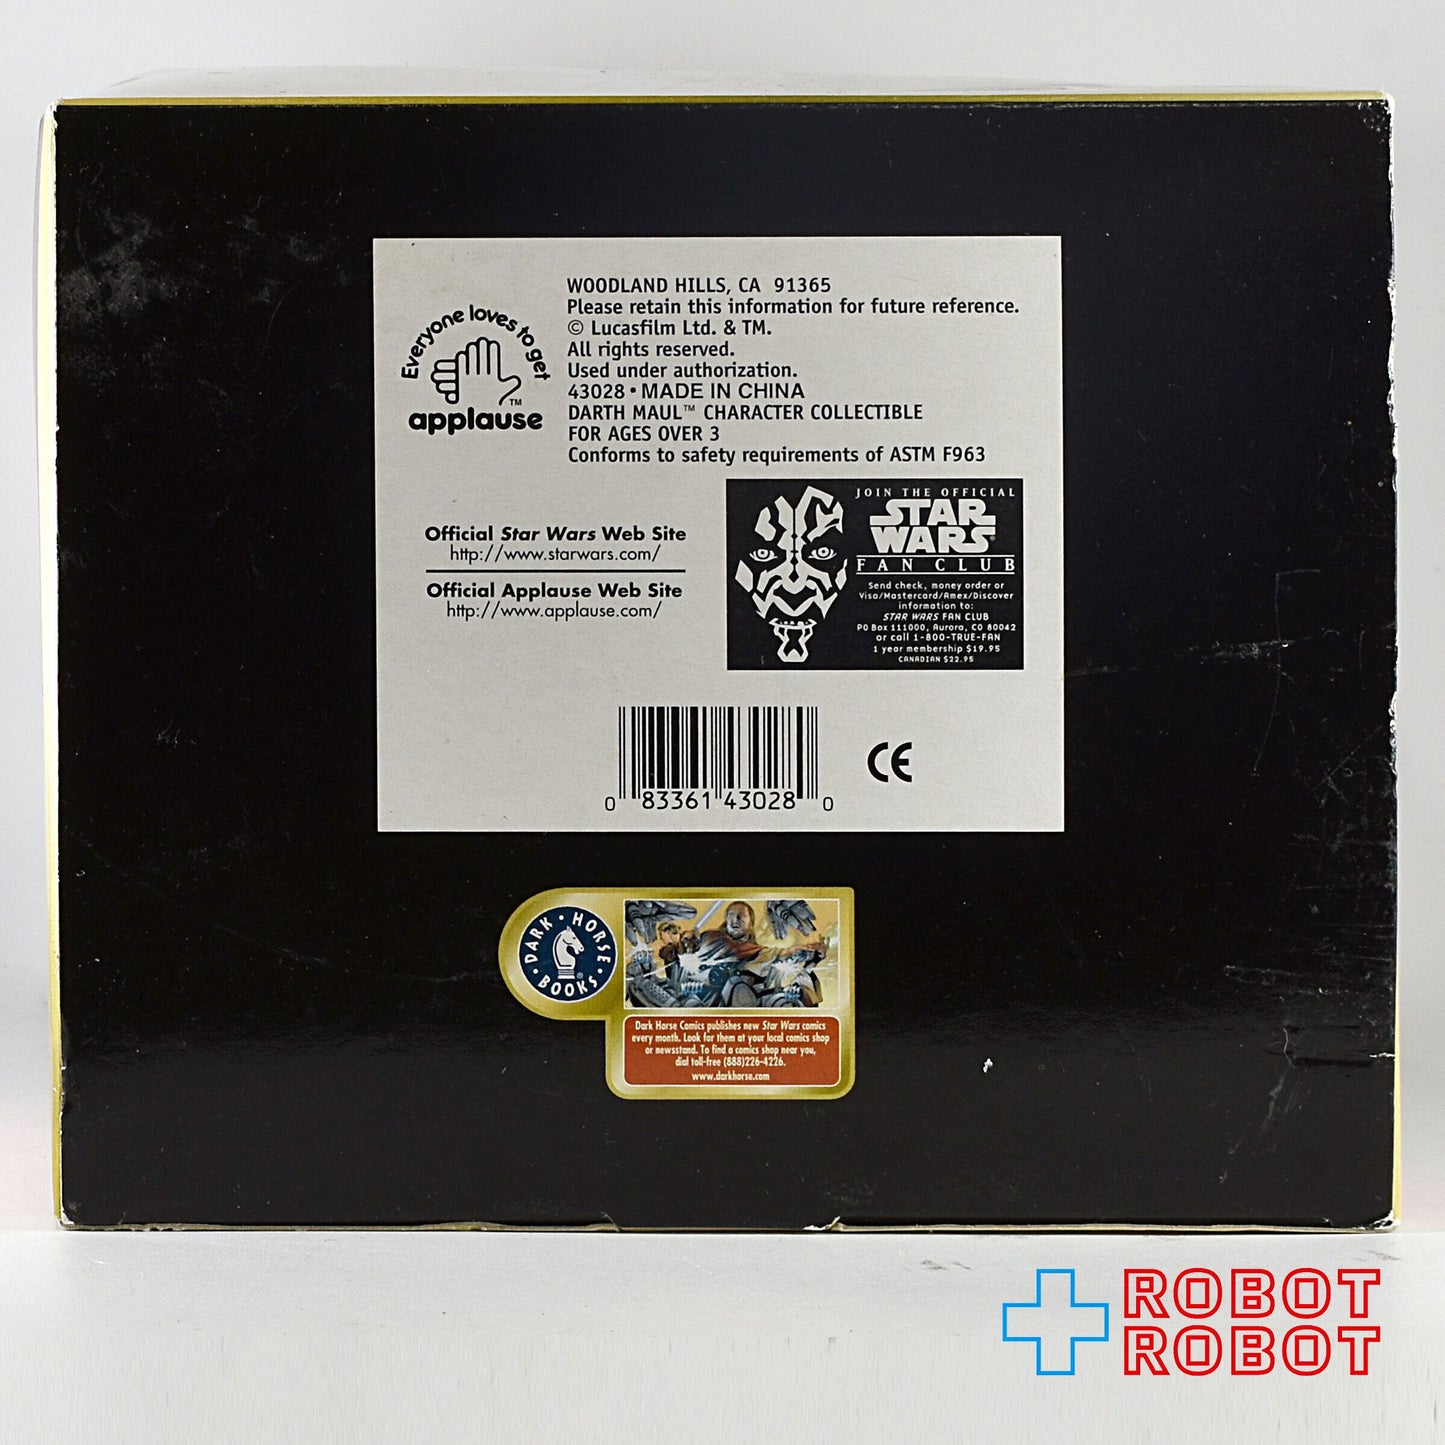 Everyone loves to get
applause™
WOODLAND HILLS, CA 91365
Please retain this information for future reference.
© Lucasfilm Ltd. & TM.
All rights reserved.
Used under authorization.
43028 • MADE IN CHINA
DARTH MAUL™ CHARACTER COLLECTIBLE
FOR AGES OVER 3
Conforms to safety requirements of ASTM F963
Official Star Wars Web Site
http://www.starwars.com/
Official Applause Web Site
http://www.applause.com/
JOIN THE OFFICIAL
STAR
WARS
FAN CLUB
Send check, money order or
Visa/Mastercard/Amex/Discover
information to:
STAR WARS FAN CLUB
PO Box 111000, Aurora, CO 80042
or call 1-800-TRUE-FAN
1 year membership $19.95
CANADIAN $22.95
0 83361 43028 0
CE
DARK • HORSE • BOOKS • ®
Dark Horse Comics publishes new Star Wars comics
every month. Look for them at your local comics shop
or newsstand. To find a comics shop near you,
dial toll-free (888)226-4226.
www.darkhorse.com
ROBOT
ROBOT